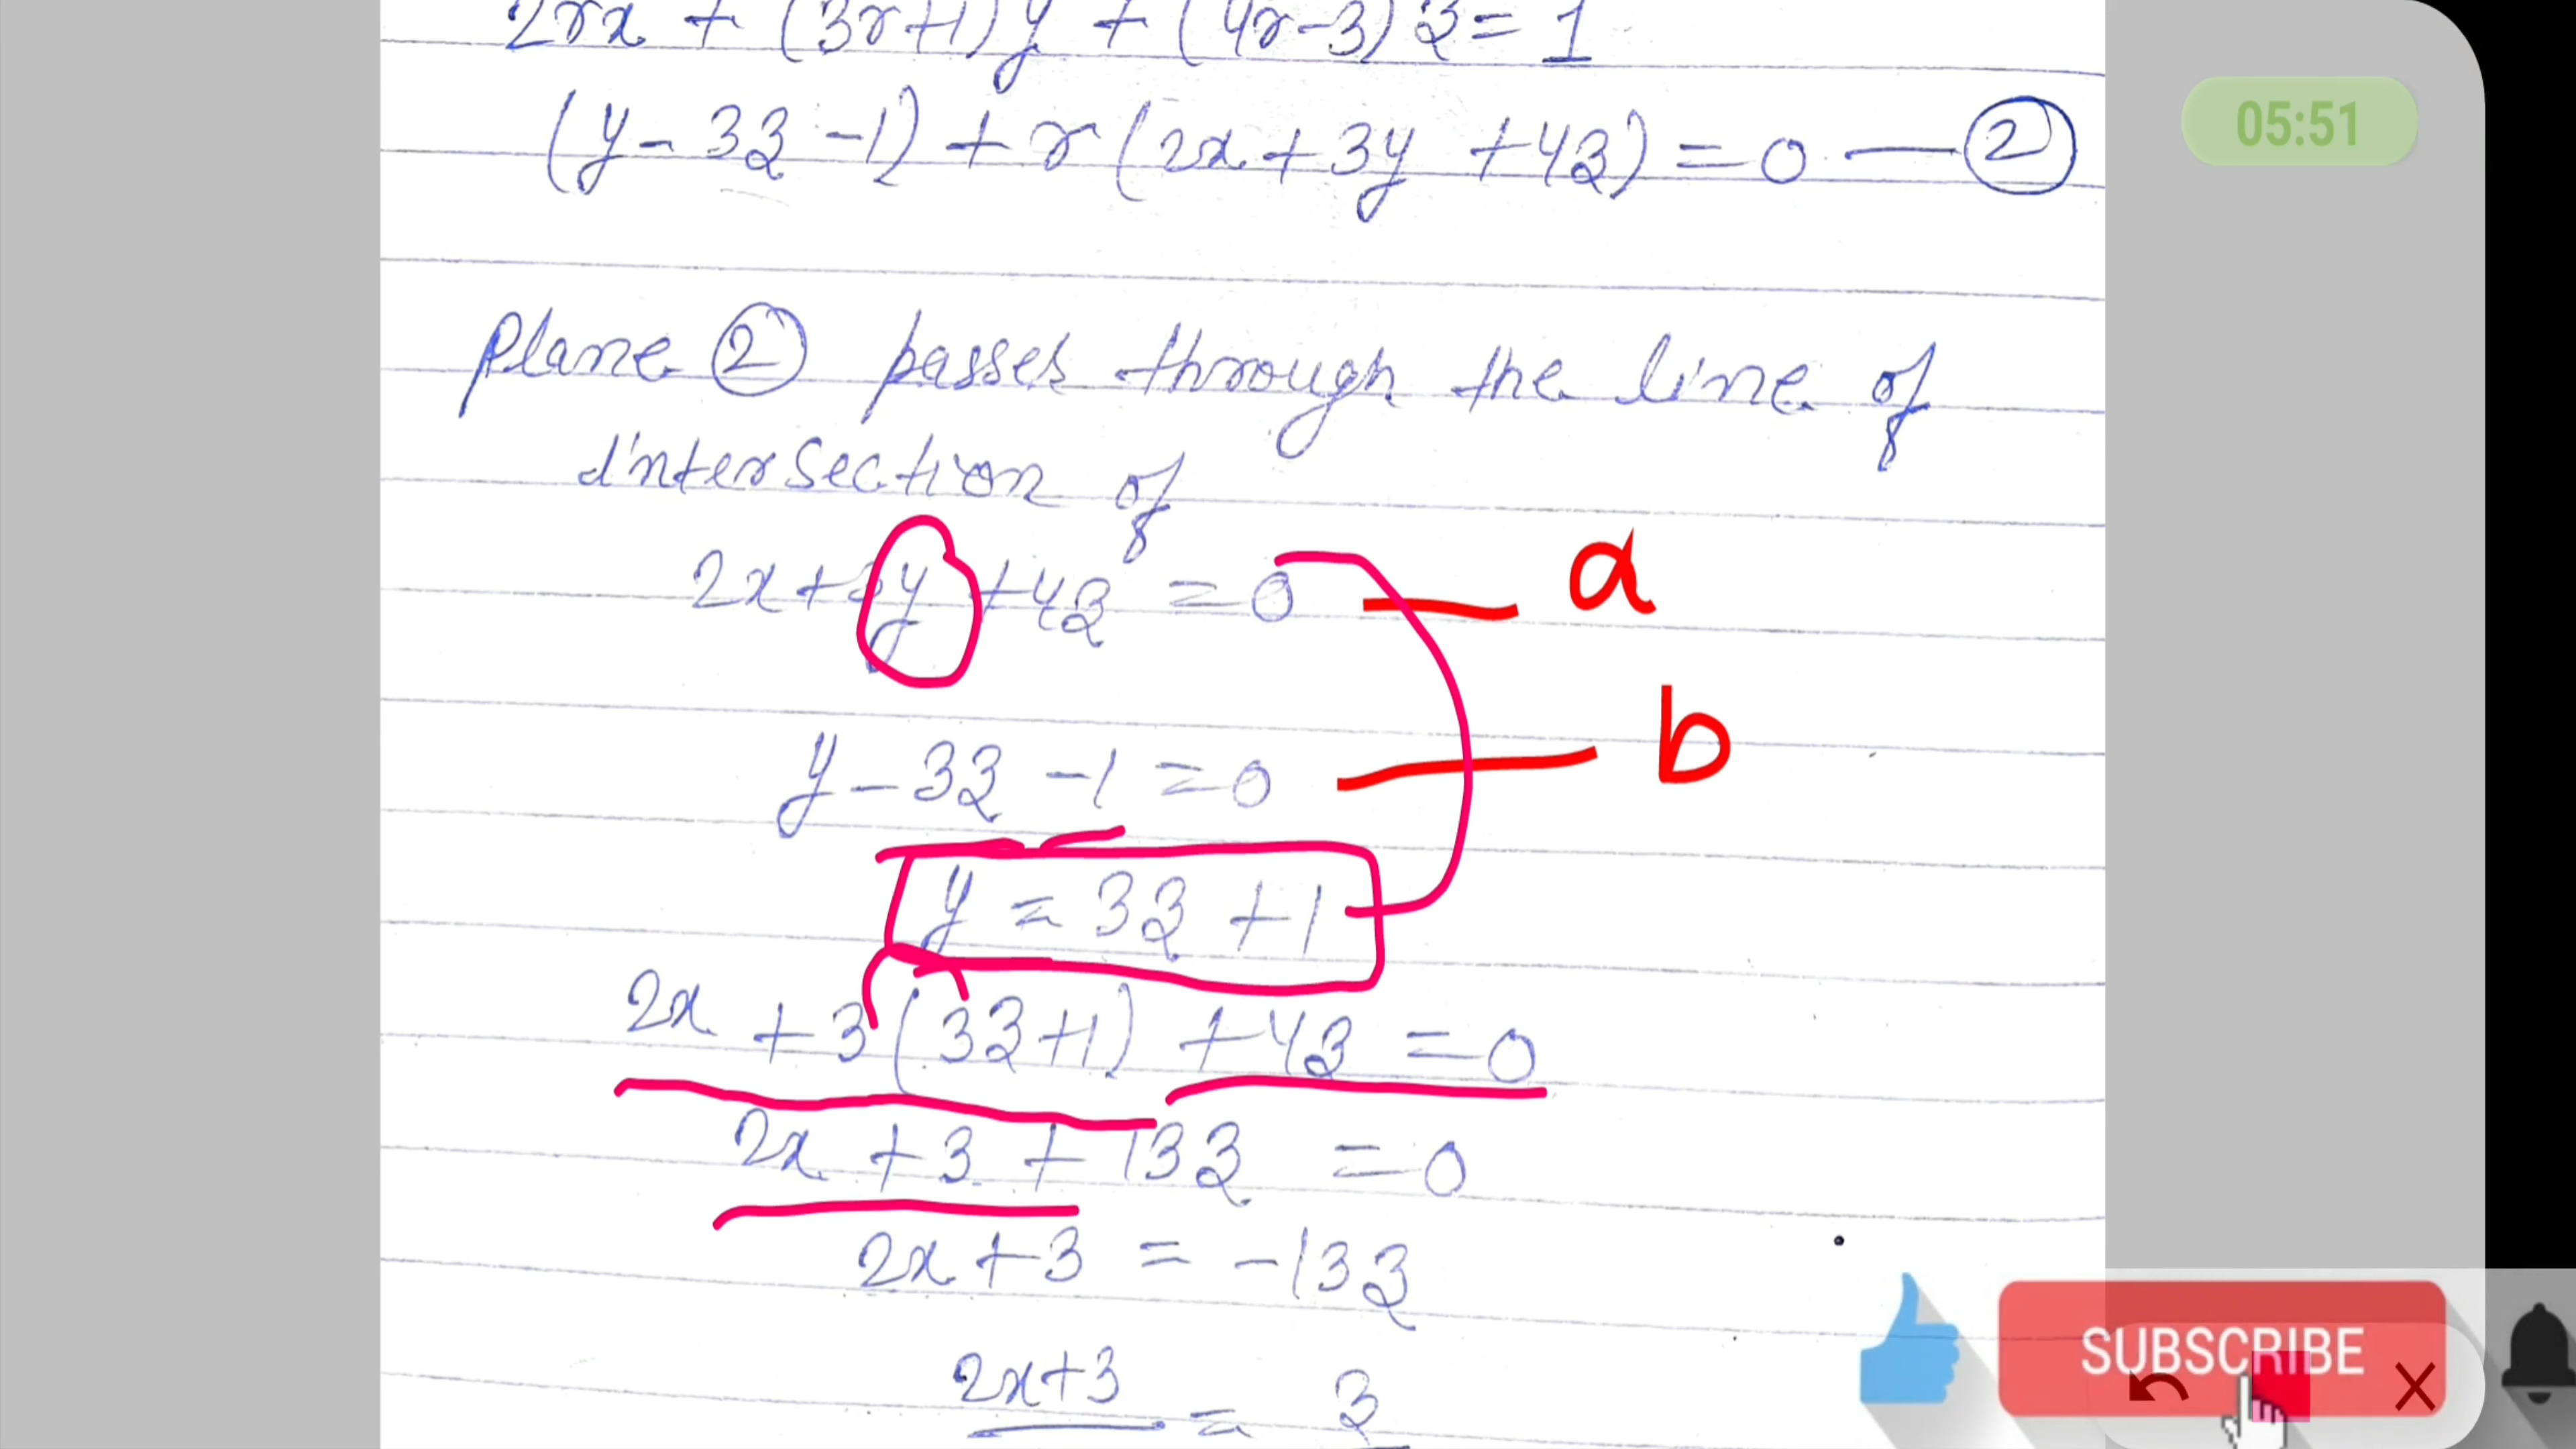 2rx + (3r+1)y + (4r-3)z = 1
05:51
(y - 3z - 1) + r(2x + 3y + 4z) = 0 — ②
Plane ② passes through the line of
intersection of
2x + 3y + 4z = 0 — a
y - 3z - 1 = 0 — b
y = 3z + 1
2x + 3(3z+1) + 4z = 0
2x + 3 + 13z = 0
2x + 3 = -13z
2x+3 = z
SUBSCRIBE